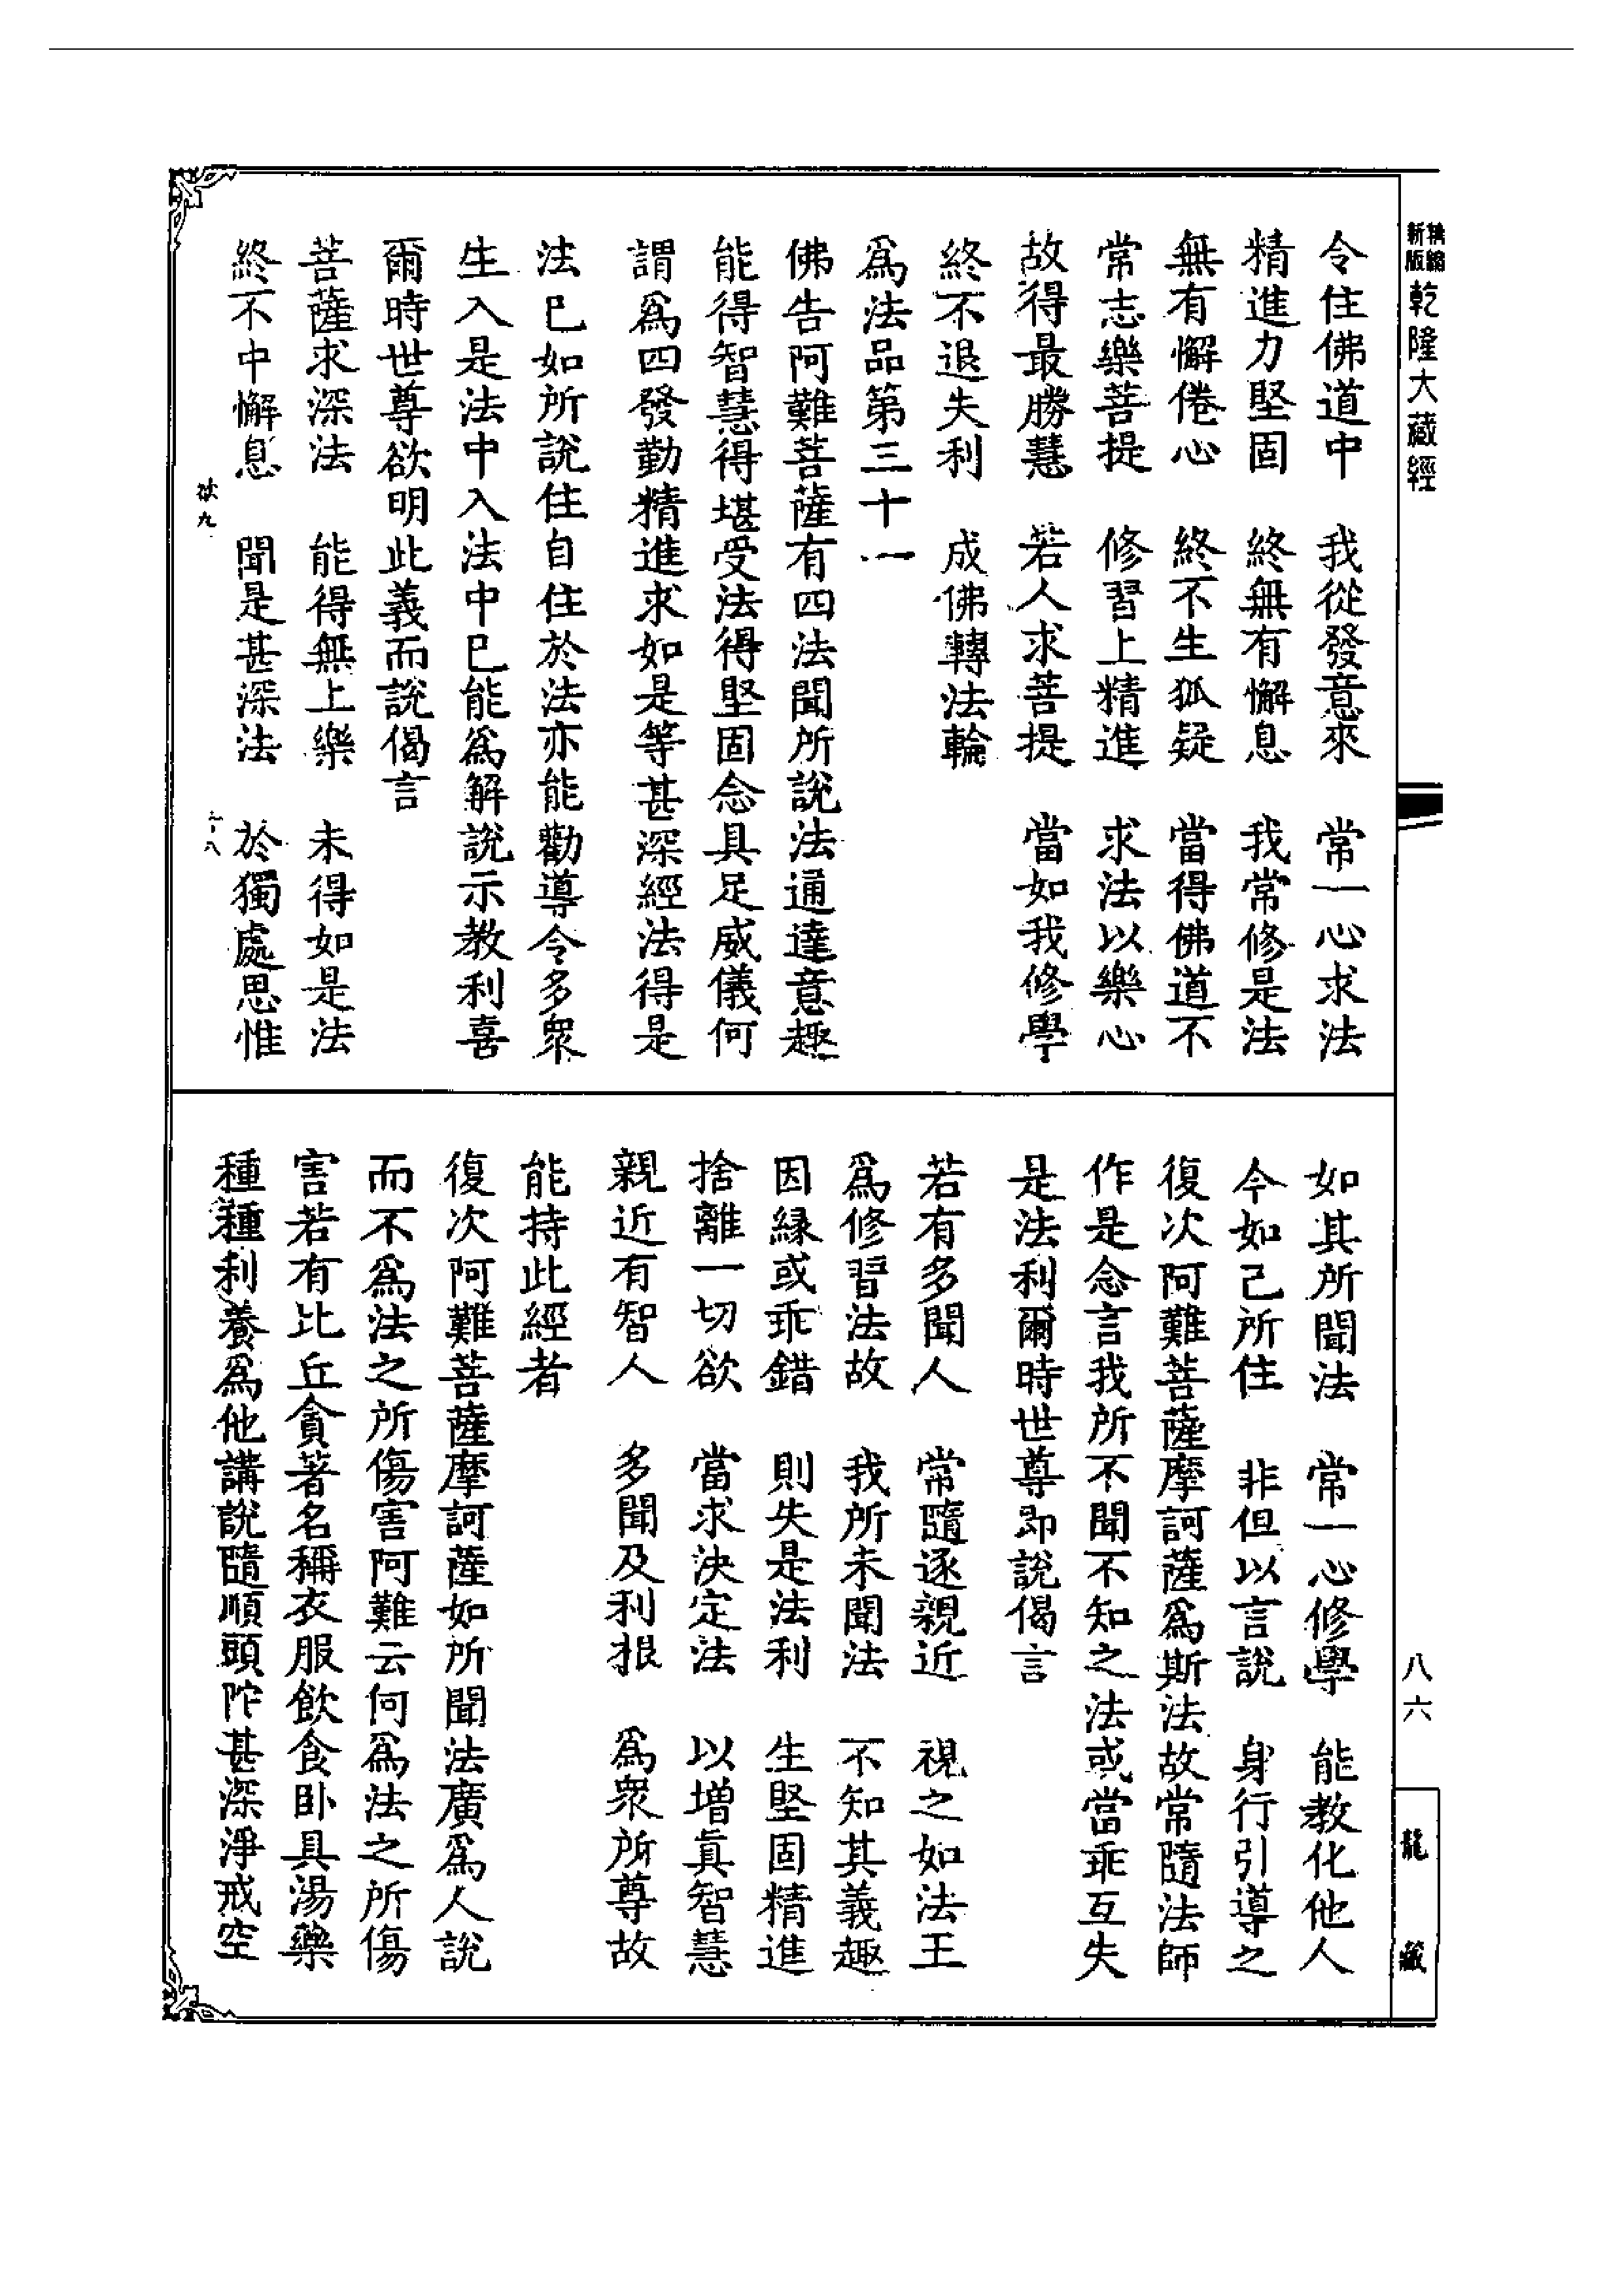 新版精縮乾隆大藏經
令住佛道中　我從發意來　常一心求法
精進力堅固　終無有懈息　我常修是法
無有懈倦心　終不生狐疑　當得佛道不
常志樂菩提　修習上精進　求法以樂心
故得最勝慧　若人求菩提　當如我修學
終不退失利　成佛轉法輪
爲法品第三十一
佛告阿難菩薩有四法聞所說法通達意趣
能得智慧得堪受法得堅固念具足威儀何
謂爲四發勤精進求如是等甚深經法得是
法已如所說住自住於法亦能勸導令多衆
生入是法中入法中已能爲解說示教利喜
爾時世尊欲明此義而說偈言
菩薩求深法　能得無上樂　未得如是法
終不中懈息　聞是甚深法　於獨處思惟
如其所聞法　常一心修學　能教化他人
今如己所住　非但以言說　身行引導之
復次阿難菩薩摩訶薩爲斯法故常隨法師
作是念言我所不聞不知之法或當乖互失
是法利爾時世尊即說偈言
若有多聞人　常隨逐親近　視之如法王
爲修習法故　我所未聞法　不知其義趣
因緣或乖錯　則失是法利　生堅固精進
捨離一切欲　當求決定法　以增眞智慧
親近有智人　多聞及利根　爲衆所尊故
能持此經者
復次阿難菩薩摩訶薩如所聞法廣爲人說
而不爲法之所傷害阿難云何爲法之所傷
害若有比丘貪著名稱衣服飲食卧具湯藥
種種利養爲他講說隨順頭陀甚深淨戒空
八六
龍藏